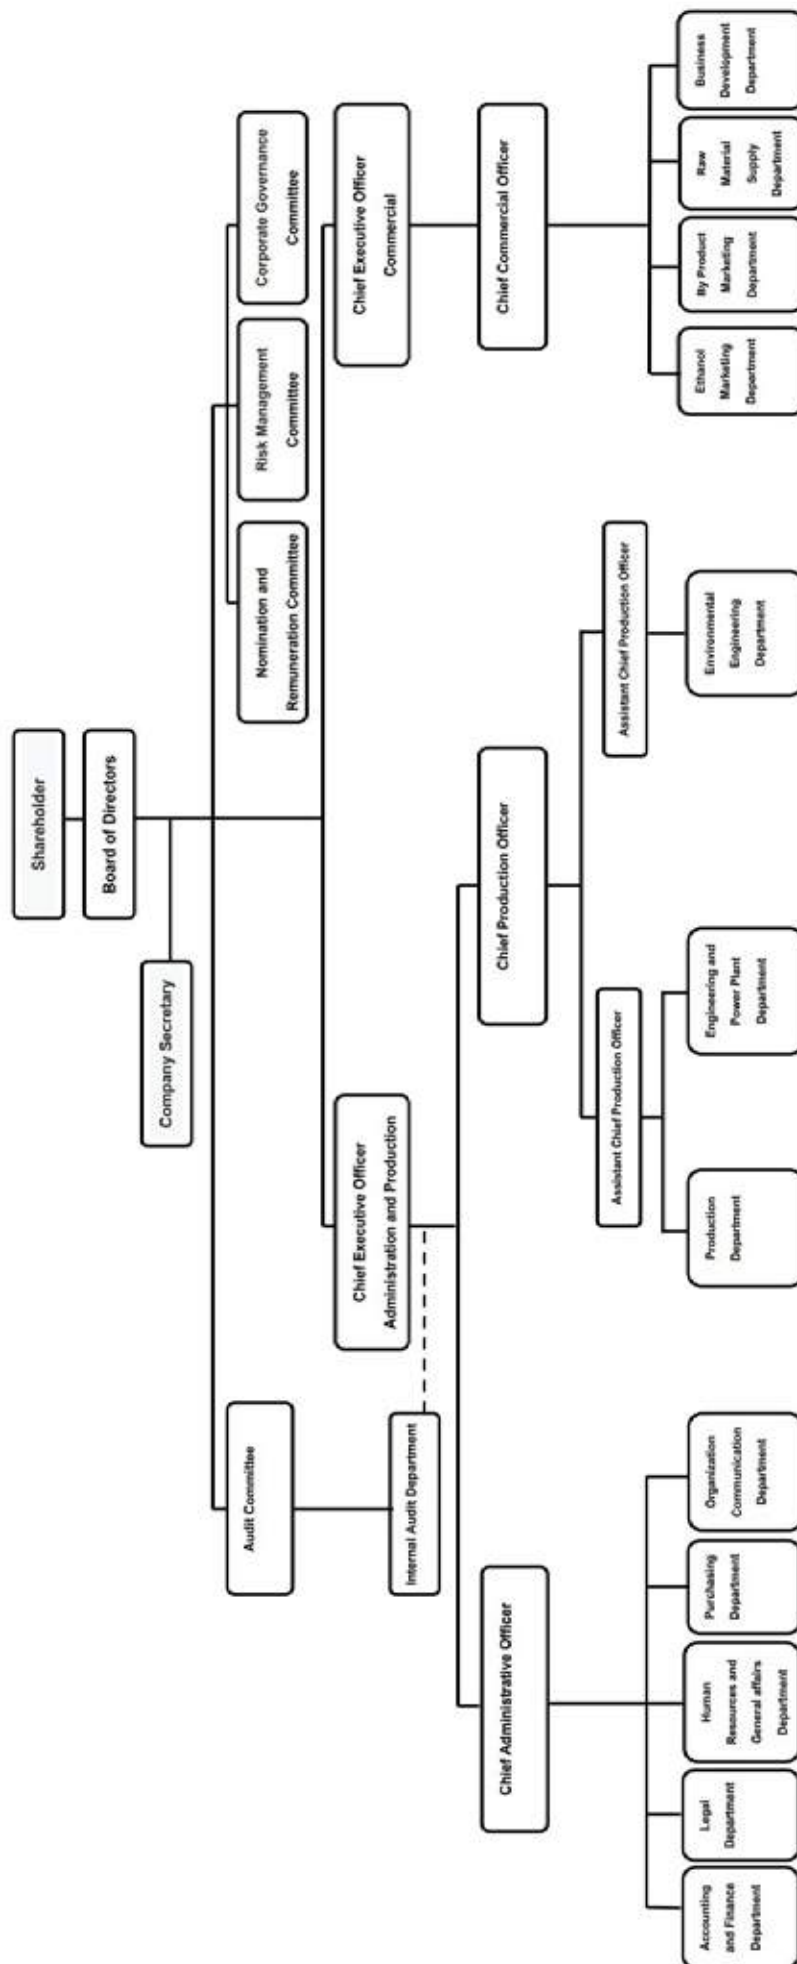 Shareholder
Board of Directors
Company Secretary
Audit Committee
Nomination and
Remuneration Committee
Risk Management
Committee
Corporate Governance
Committee
Chief Executive Officer
Administration and Production
Chief Executive Officer
Commercial
Internal Audit Department
Chief Administrative Officer
Chief Production Officer
Chief Commercial Officer
Assistant Chief Production Officer
Assistant Chief Production Officer
Accounting
and Finance
Department
Legal
Department
Human
Resources and
General affairs
Department
Purchasing
Department
Organization
Communication
Department
Production
Department
Engineering and
Power Plant
Department
Environmental
Engineering
Department
Ethanol
Marketing
Department
By Product
Marketing
Department
Raw
Material
Supply
Department
Business
Development
Department